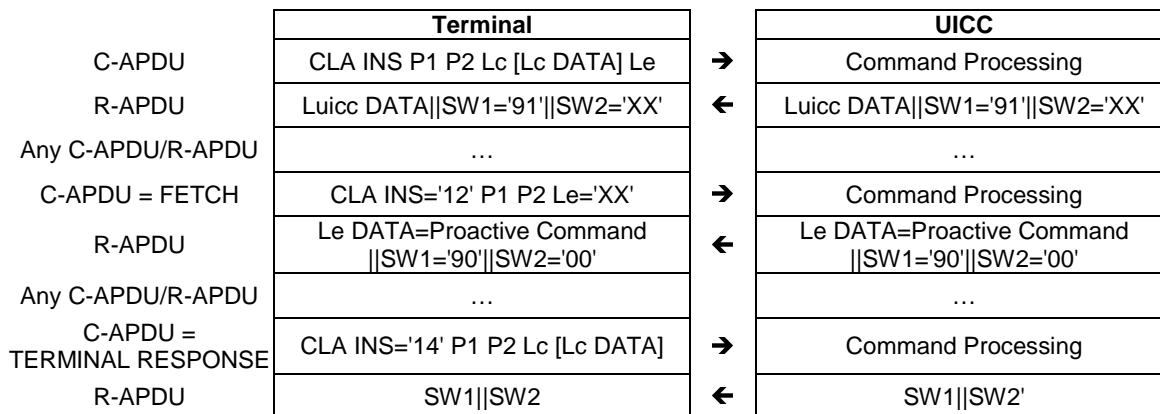 Terminal UICC
C-APDU CLA INS P1 P2 Lc [Lc DATA] Le ➔ Command Processing
R-APDU Luicc DATA||SW1='91'||SW2='XX' 🡸 Luicc DATA||SW1='91'||SW2='XX'
Any C-APDU/R-APDU … …
C-APDU = FETCH CLA INS='12' P1 P2 Le='XX' ➔ Command Processing
R-APDU Le DATA=Proactive Command
||SW1='90'||SW2='00' 🡸 Le DATA=Proactive Command
||SW1='90'||SW2='00'
Any C-APDU/R-APDU … …
C-APDU =
TERMINAL RESPONSE CLA INS='14' P1 P2 Lc [Lc DATA] ➔ Command Processing
R-APDU SW1||SW2 🡸 SW1||SW2'